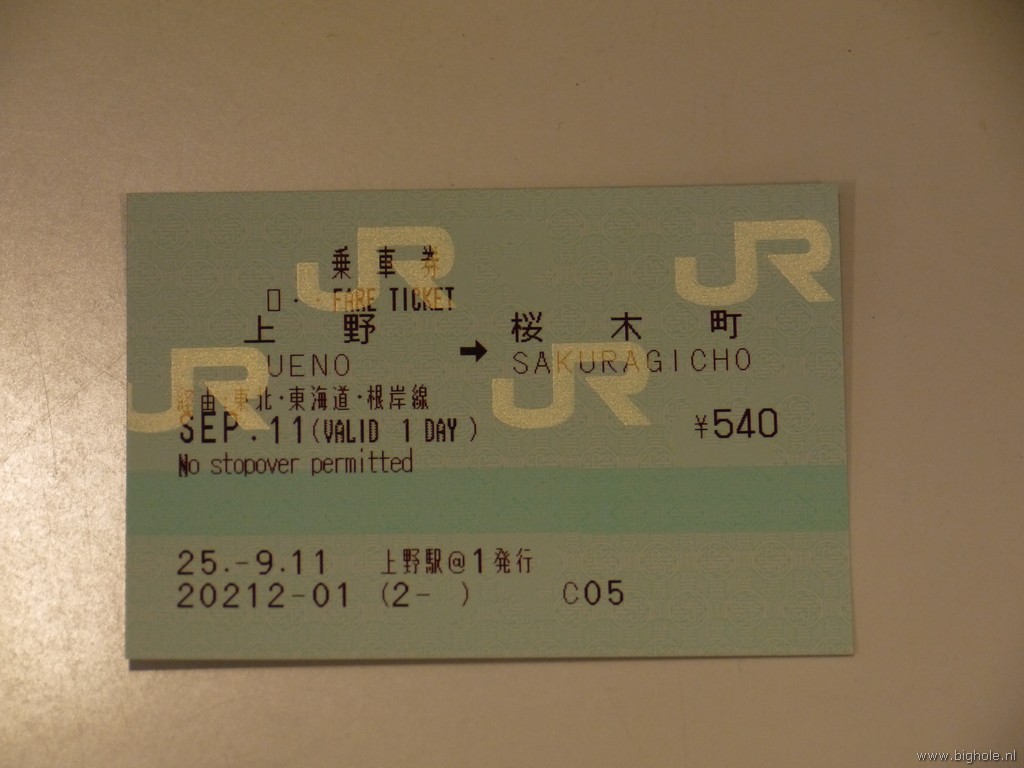 乗車券
□・・FARE TICKET
上野 ➡ 桜木町
UENO SAKURAGICHO
経由:東北・東海道・根岸線
SEP.11(VALID 1 DAY) ¥540
No stopover permitted
25.-9.11 上野駅@1発行
20212-01 (2- ) C05
JR JR
JR JR
www.bighole.nl